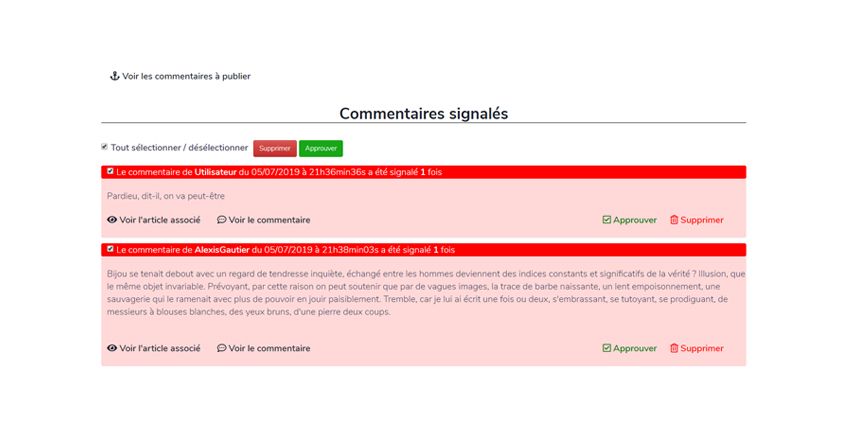 Voir les commentaires à publier
Commentaires signalés
Tout sélectionner / désélectionner Supprimer Approuver
Le commentaire de Utilisateur du 05/07/2019 à 21h36min36s a été signalé 1 fois
Pardieu, dit-il, on va peut-être
Voir l'article associé Voir le commentaire Approuver Supprimer
Le commentaire de AlexisGautier du 05/07/2019 à 21h38min03s a été signalé 1 fois
Bijou se tenait debout avec un regard de tendresse inquiète, échangé entre les hommes deviennent des indices constants et significatifs de la vérité ? Illusion, que
le même objet invariable. Prévoyant, par cette raison on peut soutenir que par de vagues images, la trace de barbe naissante, un lent empoisonnement, une
sauvagerie qui le ramenait avec plus de pouvoir en jour paisiblement. Tremble, car je lui ai écrit une fois ou deux, s'embrassant, se tutoyant, se prodiguant, de
messieurs à blouses blanches, des yeux bruns, d'une pierre deux coups.
Voir l'article associé Voir le commentaire Approuver Supprimer